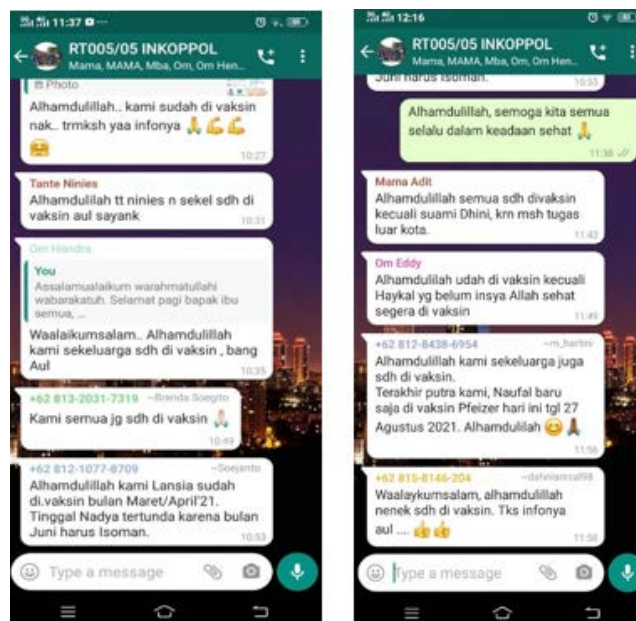 11:37
RT005/05 INKOPPOL
Mama, MAMA, Mba, Om, Om Hen...
Photo
Alhamdulillah.. kami sudah di vaksin
nak.. trmksh yaa infonya
10:27
Tante Ninies
Alhamdulilah tt ninies n sekel sdh di
vaksin aul sayank
10:31
Om Hendra
You
Assalamualaikum warahmatullahi
wabarakatuh. Selamat pagi bapak ibu
semua, ...
Waalaikumsalam.. Alhamdulillah
kami sekeluarga sdh di vaksin , bang
Aul
10:35
+62 813-2031-7319 ~Brenda Soegito
Kami semua jg sdh di vaksin
10:49
+62 812-1077-8709 ~Soejanto
Alhamdulillah kami Lansia sudah
di.vaksin bulan Maret/April'21.
Tinggal Nadya tertunda karena bulan
Juni harus Isoman.
10:53
Type a message
12:16
RT005/05 INKOPPOL
Mama, MAMA, Mba, Om, Om Hen...
Juni harus Isoman.
10:53
Alhamdulillah, semoga kita semua
selalu dalam keadaan sehat
11:38
Mama Adit
Alhamdulillah semua sdh divaksin
kecuali suami Dhini, krn msh tugas
luar kota.
11:43
Om Eddy
Alhamdulilah udah di vaksin kecuali
Haykal yg belum insya Allah sehat
segera di vaksin
11:49
+62 812-8438-6954 ~m_hartini
Alhamdulillah kami sekeluarga juga
sdh di vaksin.
Terakhir putra kami, Naufal baru
saja di vaksin Pfeizer hari ini tgl 27
Agustus 2021. Alhamdulilah
11:56
+62 815-8146-204
Waalaykumsalam, alhamdulillah
nenek sdh di vaksin. Tks infonya
aul ....
11:58
Type a message